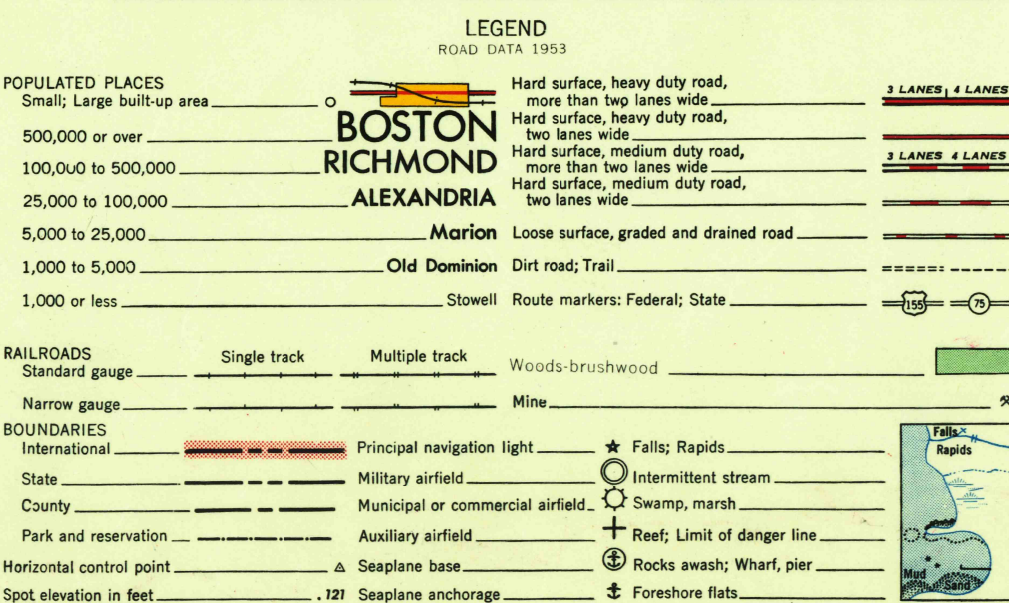 LEGEND
ROAD DATA 1953
POPULATED PLACES
Small; Large built-up area
500,000 or over BOSTON
100,000 to 500,000 RICHMOND
25,000 to 100,000 ALEXANDRIA
5,000 to 25,000 Marion
1,000 to 5,000 Old Dominion
1,000 or less Stowell
Hard surface, heavy duty road,
more than two lanes wide 3 LANES 4 LANES
Hard surface, heavy duty road,
two lanes wide
Hard surface, medium duty road,
more than two lanes wide 3 LANES 4 LANES
Hard surface, medium duty road,
two lanes wide
Loose surface, graded and drained road
Dirt road; Trail
Route markers: Federal; State 155 75
RAILROADS Single track Multiple track
Standard gauge
Narrow gauge
Woods-brushwood
Mine
BOUNDARIES
International
State
County
Park and reservation
Horizontal control point
Spot elevation in feet .121
Principal navigation light
Military airfield
Municipal or commercial airfield
Auxiliary airfield
Seaplane base
Seaplane anchorage
Falls; Rapids
Intermittent stream
Swamp, marsh
Reef; Limit of danger line
Rocks awash; Wharf, pier
Foreshore flats
Falls
Rapids
Mud
Sand